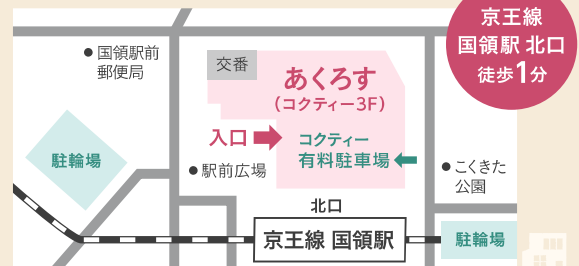 京王線
国領駅 北口
徒歩1分
国領駅前
郵便局
交番
あくろす
（コクティー3F）
入口
コクティー
有料駐車場
駐輪場
駅前広場
こくきた
公園
北口
京王線 国領駅
駐輪場